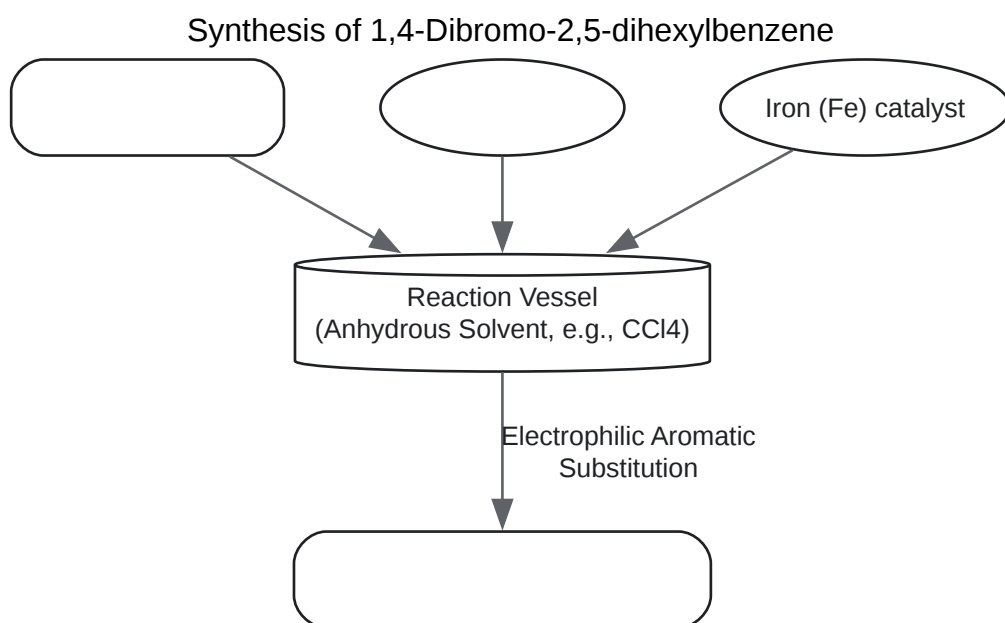 Synthesis of 1,4-Dibromo-2,5-dihexylbenzene
Iron (Fe) catalyst
Reaction Vessel
(Anhydrous Solvent, e.g., CCl4)
Electrophilic Aromatic
Substitution